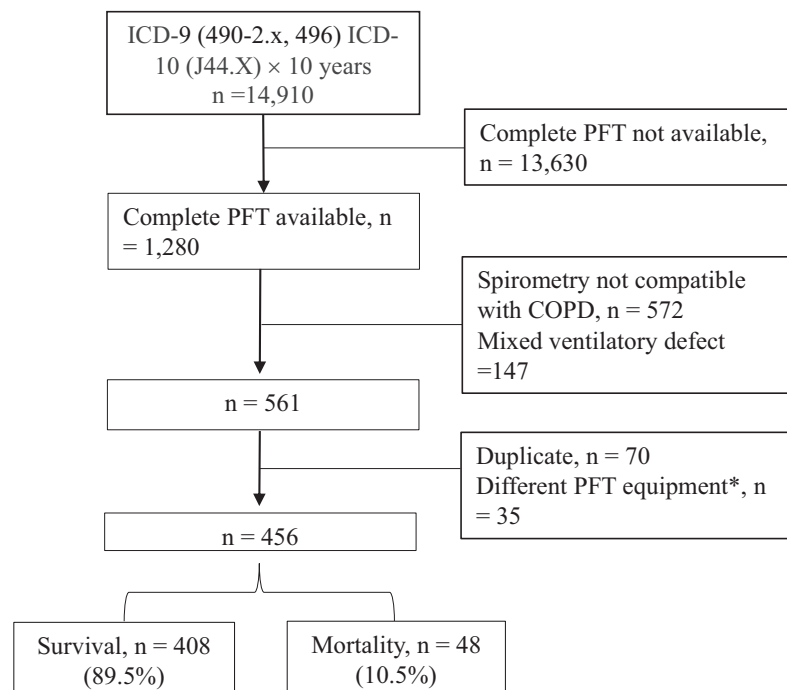 ICD-9 (490-2.x, 496) ICD-
10 (J44.X) × 10 years
n =14,910
Complete PFT not available,
n = 13,630
Complete PFT available, n
= 1,280
Spirometry not compatible
with COPD, n = 572
Mixed ventilatory defect
=147
n = 561
Duplicate, n = 70
Different PFT equipment*, n
= 35
n = 456
Survival, n = 408
(89.5%)
Mortality, n = 48
(10.5%)